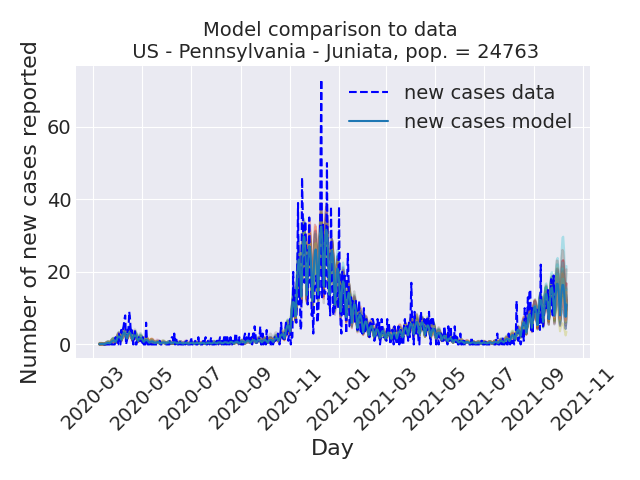 Model comparison to data
US - Pennsylvania - Juniata, pop. = 24763
Number of new cases reported
60
40
20
0
new cases data
new cases model
2020-03
2020-05
2020-07
2020-09
2020-11
2021-01
2021-03
2021-05
2021-07
2021-09
2021-11
Day